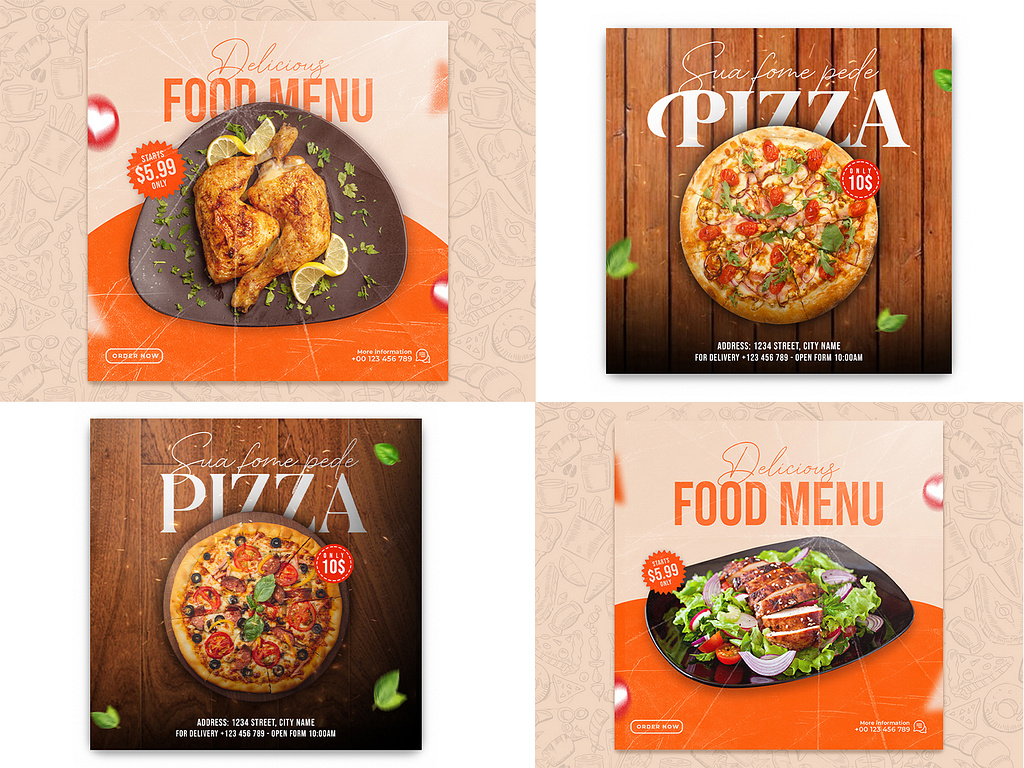 Delicious
FOOD MENU
STARTS
$5.99
ONLY
ORDER NOW
More information
+00 123 456 789
Sua fome pede
PIZZA
ONLY
10$
ADDRESS: 1234 STREET, CITY NAME
FOR DELIVERY +123 456 789 - OPEN FORM 10:00AM
Sua fome pede
PIZZA
ONLY
10$
ADDRESS: 1234 STREET, CITY NAME
FOR DELIVERY +123 456 789 - OPEN FORM 10:00AM
Delicious
FOOD MENU
STARTS
$5.99
ONLY
ORDER NOW
More information
+00 123 456 789